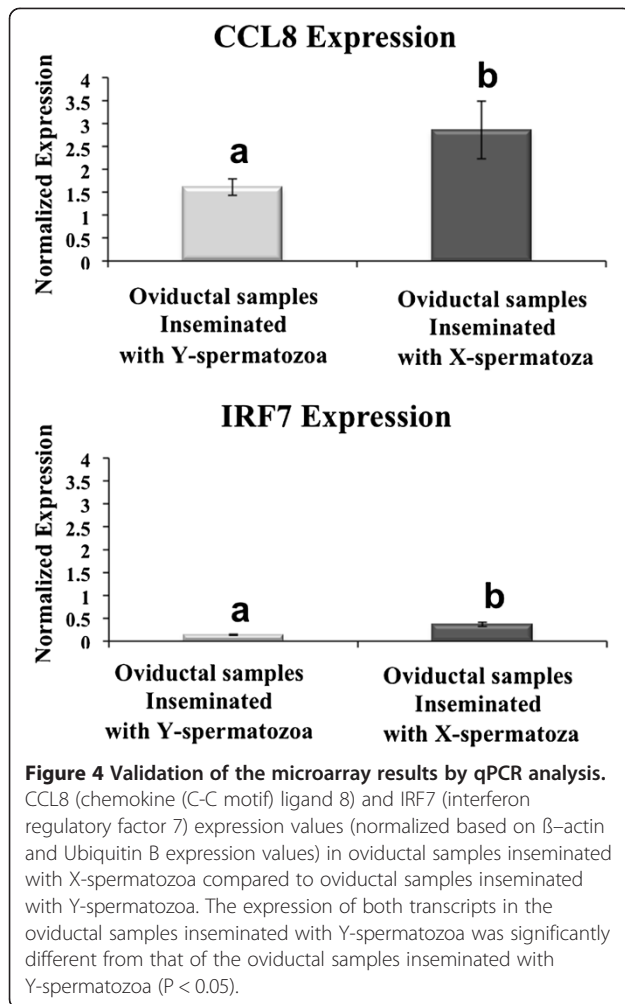 CCL8 Expression
Normalized Expression
4
3.5
3
2.5
2
1.5
1
0.5
0
a
b
Oviductal samples
Inseminated
with Y-spermatozoa
Oviductal samples
Inseminated
with X-spermatoza
IRF7 Expression
Normalized Expression
4
3.5
3
2.5
2
1.5
1
0.5
0
a
b
Oviductal samples
Inseminated
with Y-spermatozoa
Oviductal samples
Inseminated
with X-spermatoza
Figure 4 Validation of the microarray results by qPCR analysis.
CCL8 (chemokine (C-C motif) ligand 8) and IRF7 (interferon
regulatory factor 7) expression values (normalized based on ß–actin
and Ubiquitin B expression values) in oviductal samples inseminated
with X-spermatozoa compared to oviductal samples inseminated
with Y-spermatozoa. The expression of both transcripts in the
oviductal samples inseminated with Y-spermatozoa was significantly
different from that of the oviductal samples inseminated with
Y-spermatozoa (P < 0.05).